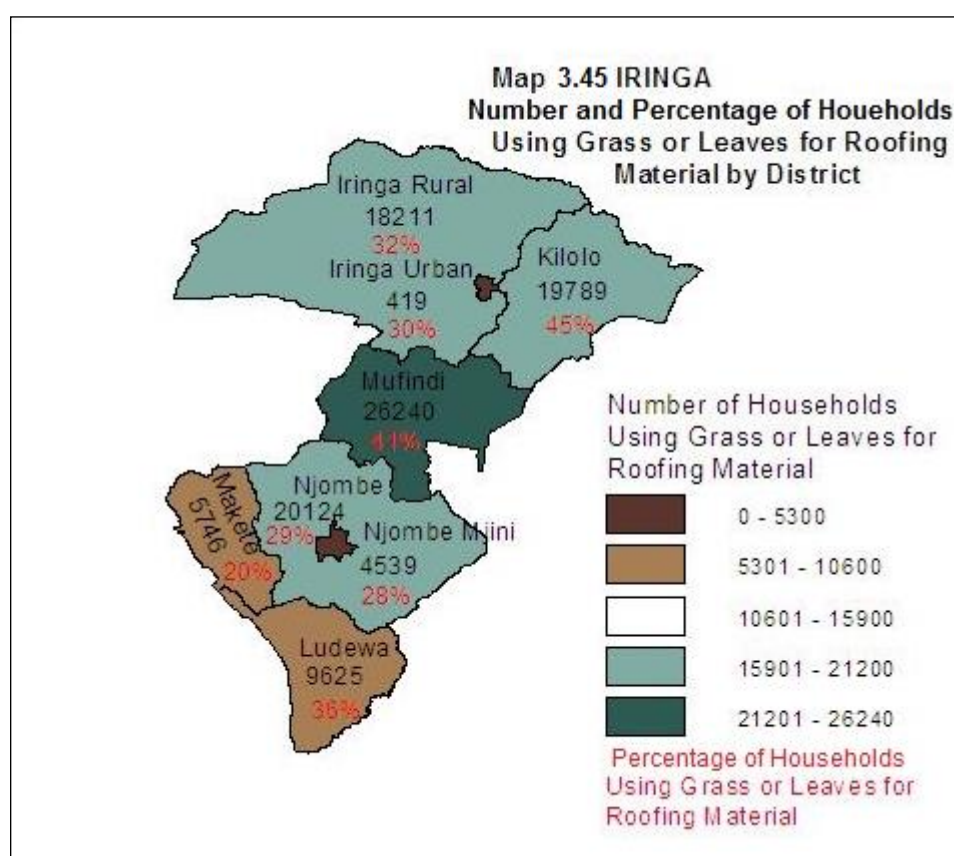 Map 3.45 IRINGA
Number and Percentage of Houeholds
Using Grass or Leaves for Roofing
Material by District
Iringa Rural
18211
32%
Iringa Urban
419
30%
Kilolo
19789
45%
Mufindi
26240
41%
Njombe
20124
29%
Makete
5746
20%
Njombe Mjini
4539
28%
Ludewa
9625
36%
Number of Households
Using Grass or Leaves for
Roofing Material
0 - 5300
5301 - 10600
10601 - 15900
15901 - 21200
21201 - 26240
Percentage of Households
Using Grass or Leaves for
Roofing Material